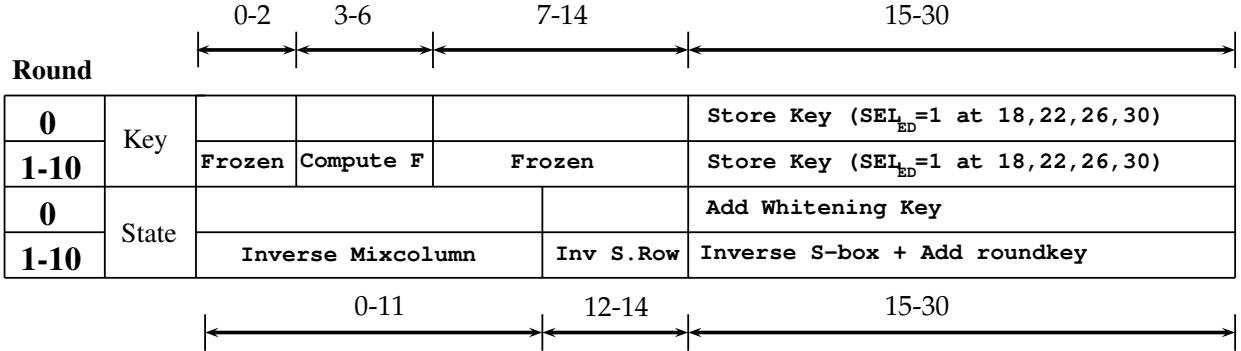 0-2 3-6 7-14 15-30
Round
0 Key Store Key (SEL_ED=1 at 18,22,26,30)
1-10 Frozen Compute F Frozen Store Key (SEL_ED=1 at 18,22,26,30)
0 State Add Whitening Key
1-10 Inverse Mixcolumn Inv S.Row Inverse S-box + Add roundkey
0-11 12-14 15-30